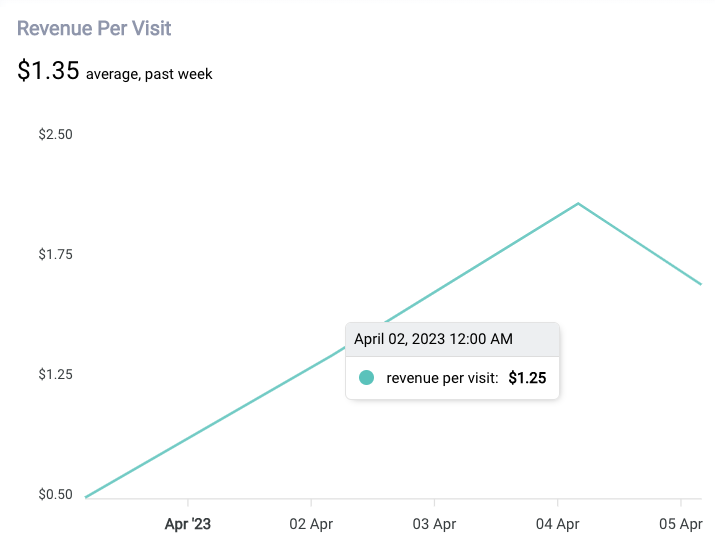 Revenue Per Visit
$1.35 average, past week
$2.50
$1.75
April 02, 2023 12:00 AM
$1.25
revenue per visit: $1.25
$0.50
Apr '23 02 Apr 03 Apr 04 Apr 05 Apr